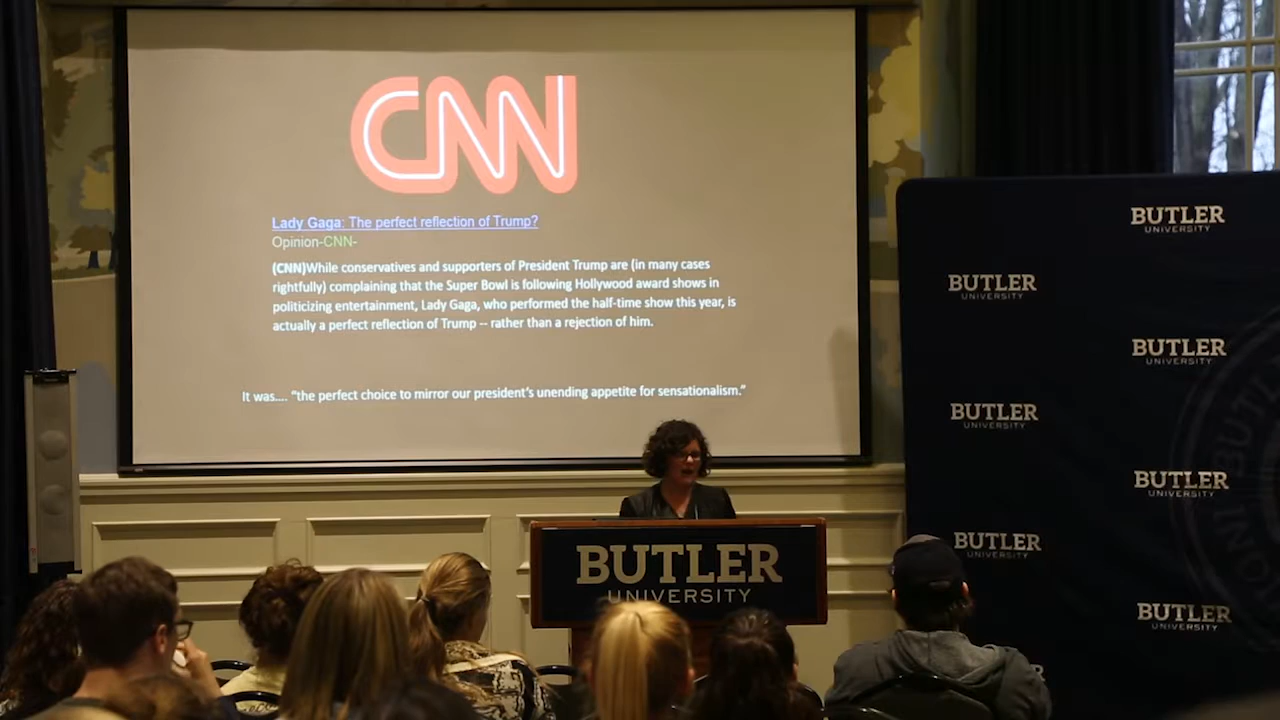 CNN
Lady Gaga: The perfect reflection of Trump?
Opinion-CNN-
(CNN)While conservatives and supporters of President Trump are (in many cases
rightfully) complaining that the Super Bowl is following Hollywood award shows in
politicizing entertainment, Lady Gaga, who performed the half-time show this year, is
actually a perfect reflection of Trump -- rather than a rejection of him.
It was.... “the perfect choice to mirror our president's unending appetite for sensationalism.”
BUTLER
UNIVERSITY
BUTLER
UNIVERSITY
BUTLER
UNIVERSITY
BUTLER
UNIVERSITY
BUTLER
UNIVERSITY
BUTLER
UNIVERSITY
BUTLER
UNIVERSITY
BUTLER
UNIVERSITY